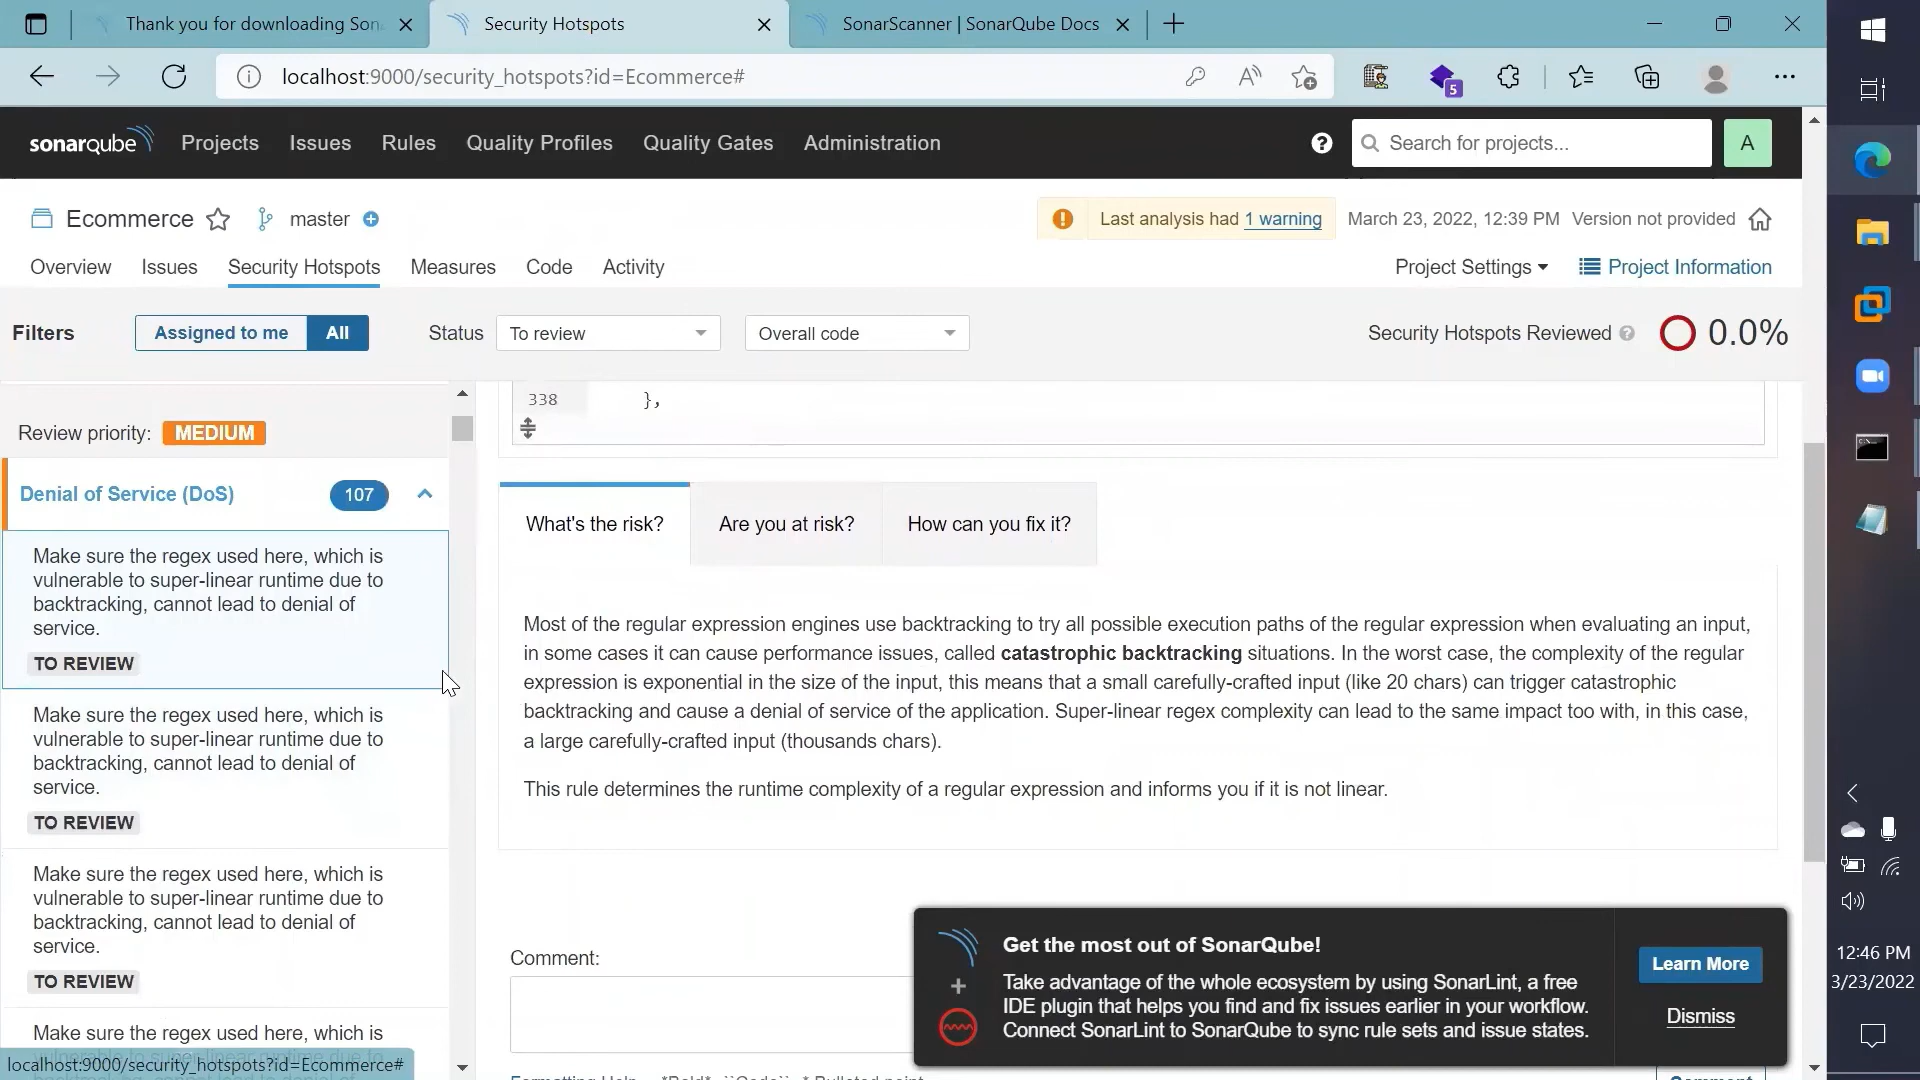 Thank you for downloading Son
Security Hotspots
SonarScanner | SonarQube Docs
localhost:9000/security_hotspots?id=Ecommerce#
5
sonarqube
Projects
Issues
Rules
Quality Profiles
Quality Gates
Administration
Search for projects...
A
Ecommerce
master
Last analysis had 1 warning
March 23, 2022, 12:39 PM
Version not provided
Overview
Issues
Security Hotspots
Measures
Code
Activity
Project Settings
Project Information
Filters
Assigned to me
All
Status
To review
Overall code
Security Hotspots Reviewed
0.0%
Review priority: MEDIUM
Denial of Service (DoS)
107
Make sure the regex used here, which is
vulnerable to super-linear runtime due to
backtracking, cannot lead to denial of
service.
TO REVIEW
Make sure the regex used here, which is
vulnerable to super-linear runtime due to
backtracking, cannot lead to denial of
service.
TO REVIEW
Make sure the regex used here, which is
vulnerable to super-linear runtime due to
backtracking, cannot lead to denial of
service.
TO REVIEW
Make sure the regex used here, which is
localhost:9000/security_hotspots?id=Ecommerce#
338 },
What's the risk?
Are you at risk?
How can you fix it?
Most of the regular expression engines use backtracking to try all possible execution paths of the regular expression when evaluating an input,
in some cases it can cause performance issues, called catastrophic backtracking situations. In the worst case, the complexity of the regular
expression is exponential in the size of the input, this means that a small carefully-crafted input (like 20 chars) can trigger catastrophic
backtracking and cause a denial of service of the application. Super-linear regex complexity can lead to the same impact too with, in this case,
a large carefully-crafted input (thousands chars).
This rule determines the runtime complexity of a regular expression and informs you if it is not linear.
Comment:
Get the most out of SonarQube!
Take advantage of the whole ecosystem by using SonarLint, a free
IDE plugin that helps you find and fix issues earlier in your workflow.
Connect SonarLint to SonarQube to sync rule sets and issue states.
Learn More
Dismiss
12:46 PM
3/23/2022